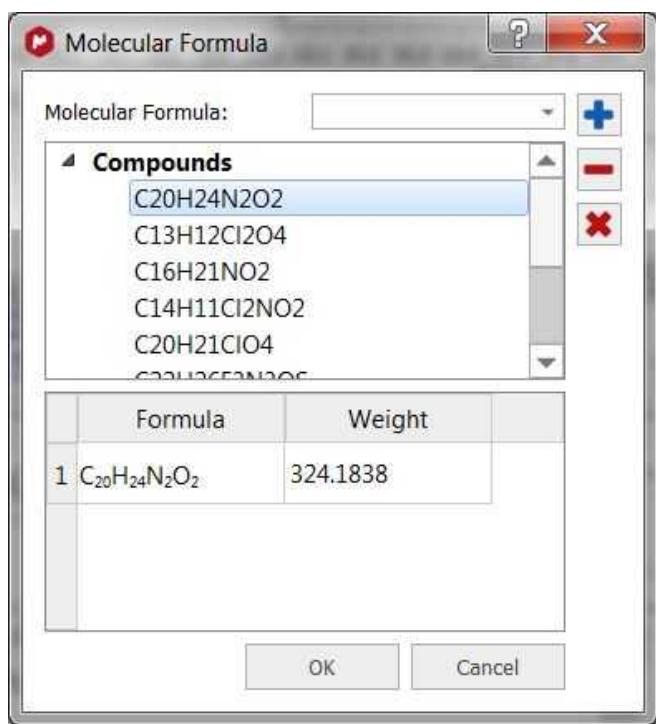 Molecular Formula
Molecular Formula:
Compounds
C20H24N2O2
C13H12Cl2O4
C16H21NO2
C14H11Cl2NO2
C20H21ClO4
Formula Weight
1 C₂₀H₂₄N₂O₂ 324.1838
OK Cancel